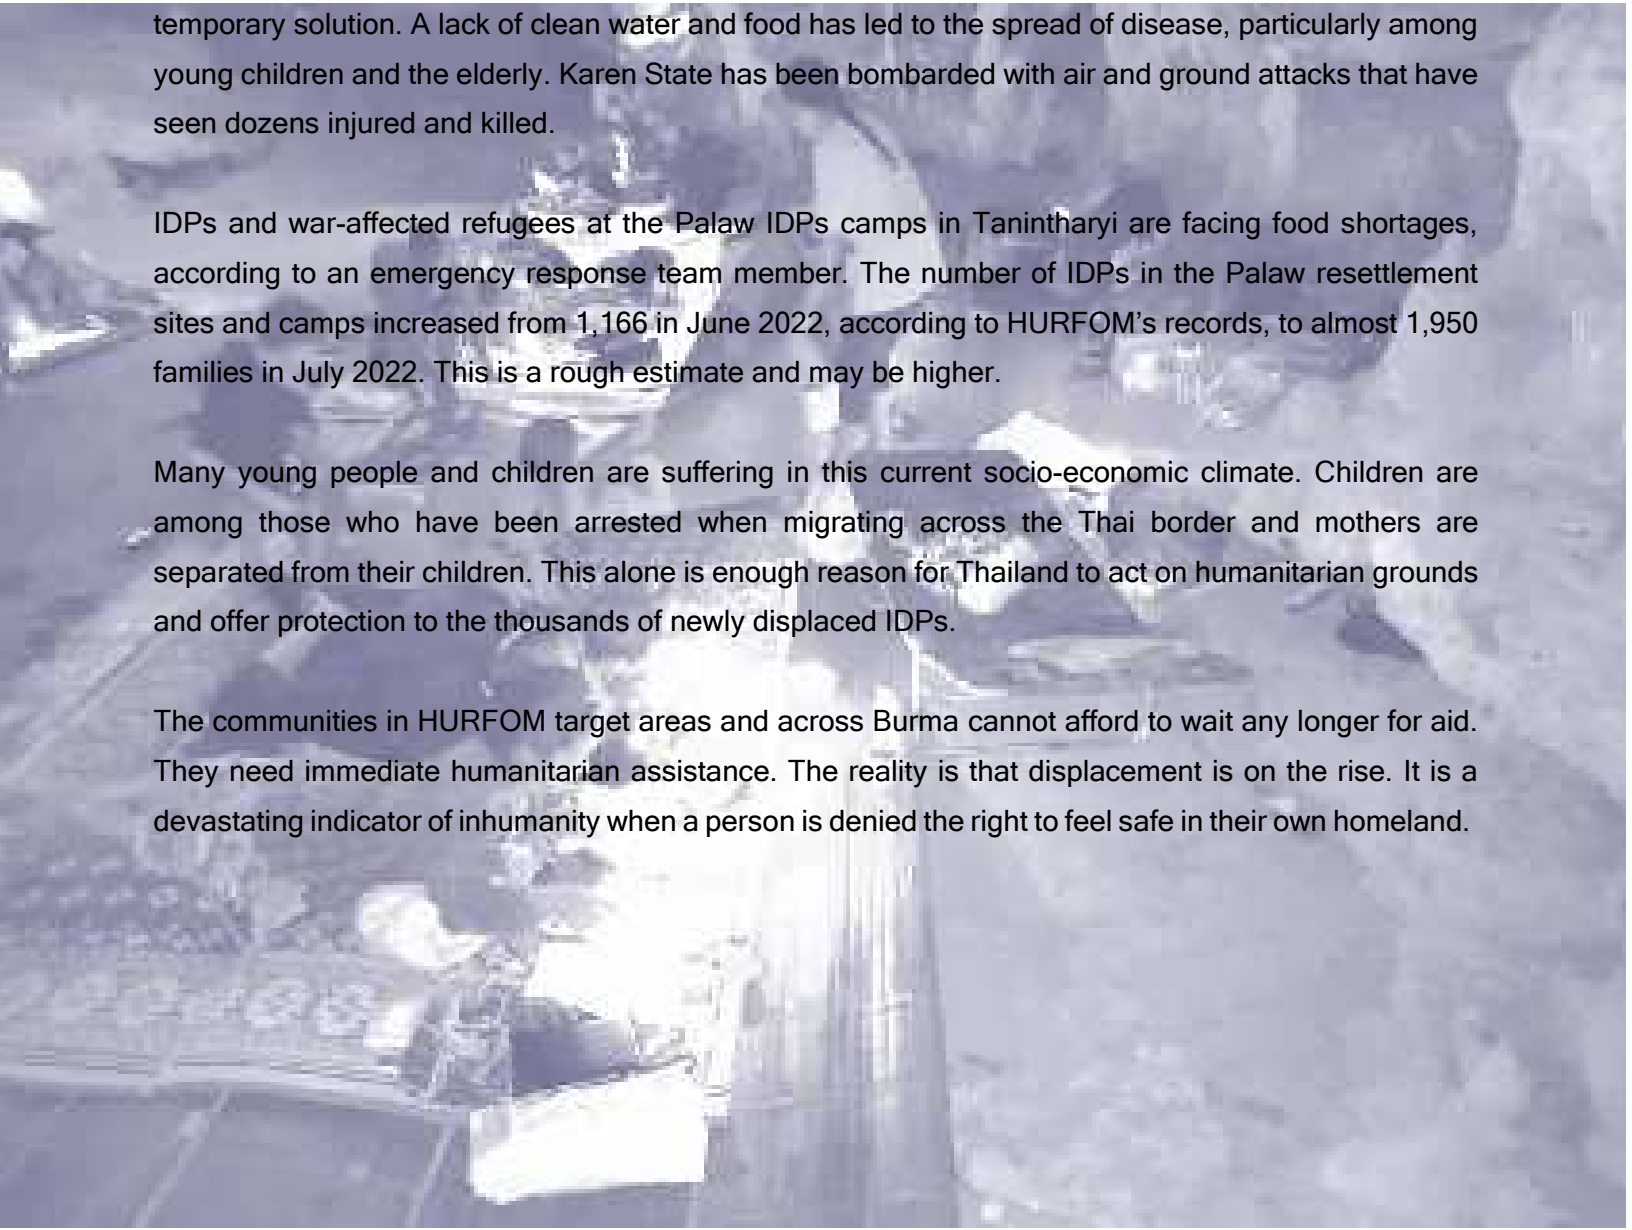 temporary solution. A lack of clean water and food has led to the spread of disease, particularly among
young children and the elderly. Karen State has been bombarded with air and ground attacks that have
seen dozens injured and killed.
IDPs and war-affected refugees at the Palaw IDPs camps in Tanintharyi are facing food shortages,
according to an emergency response team member. The number of IDPs in the Palaw resettlement
sites and camps increased from 1,166 in June 2022, according to HURFOM’s records, to almost 1,950
families in July 2022. This is a rough estimate and may be higher.
Many young people and children are suffering in this current socio-economic climate. Children are
among those who have been arrested when migrating across the Thai border and mothers are
separated from their children. This alone is enough reason for Thailand to act on humanitarian grounds
and offer protection to the thousands of newly displaced IDPs.
The communities in HURFOM target areas and across Burma cannot afford to wait any longer for aid.
They need immediate humanitarian assistance. The reality is that displacement is on the rise. It is a
devastating indicator of inhumanity when a person is denied the right to feel safe in their own homeland.